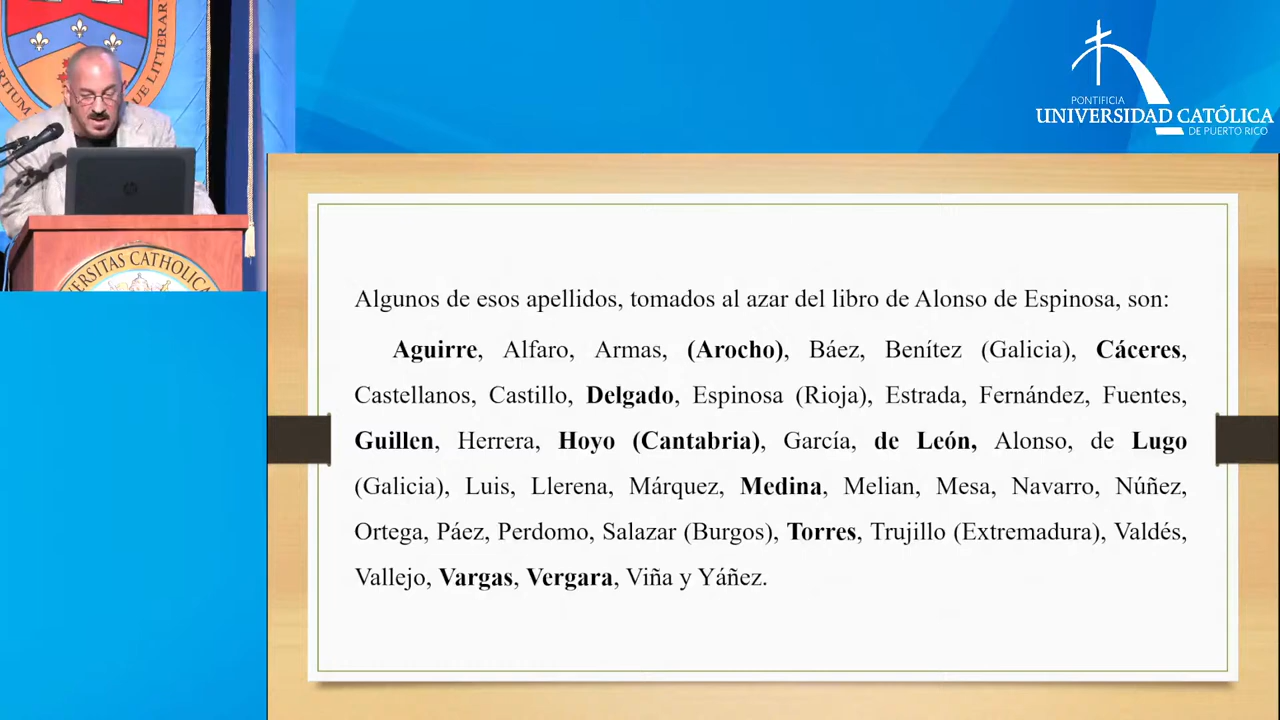 PONTIFICIA
UNIVERSIDAD CATÓLICA
DE PUERTO RICO
Algunos de esos apellidos, tomados al azar del libro de Alonso de Espinosa, son:
Aguirre, Alfaro, Armas, (Arocho), Báez, Benítez (Galicia), Cáceres,
Castellanos, Castillo, Delgado, Espinosa (Rioja), Estrada, Fernández, Fuentes,
Guillen, Herrera, Hoyo (Cantabria), García, de León, Alonso, de Lugo
(Galicia), Luis, Llerena, Márquez, Medina, Melian, Mesa, Navarro, Núñez,
Ortega, Páez, Perdomo, Salazar (Burgos), Torres, Trujillo (Extremadura), Valdés,
Vallejo, Vargas, Vergara, Viña y Yáñez.
hp